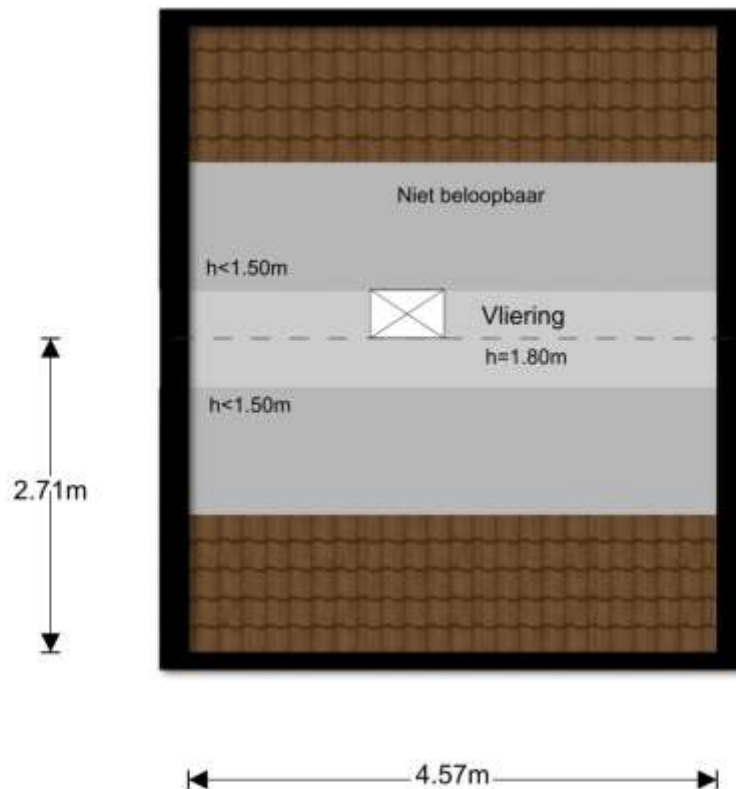 Niet beloopbaar
h<1.50m
Vliering
h=1.80m
h<1.50m
2.71m
4.57m